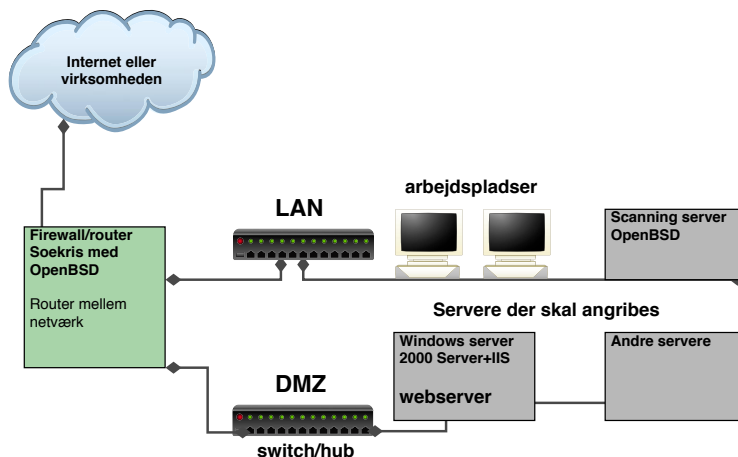 Internet eller
virksomheden
arbejdspladser
LAN
Firewall/router
Soekris med
OpenBSD
Router mellem
netværk
Scanning server
OpenBSD
Servere der skal angribes
Windows server
2000 Server+IIS
webserver
Andre servere
DMZ
switch/hub